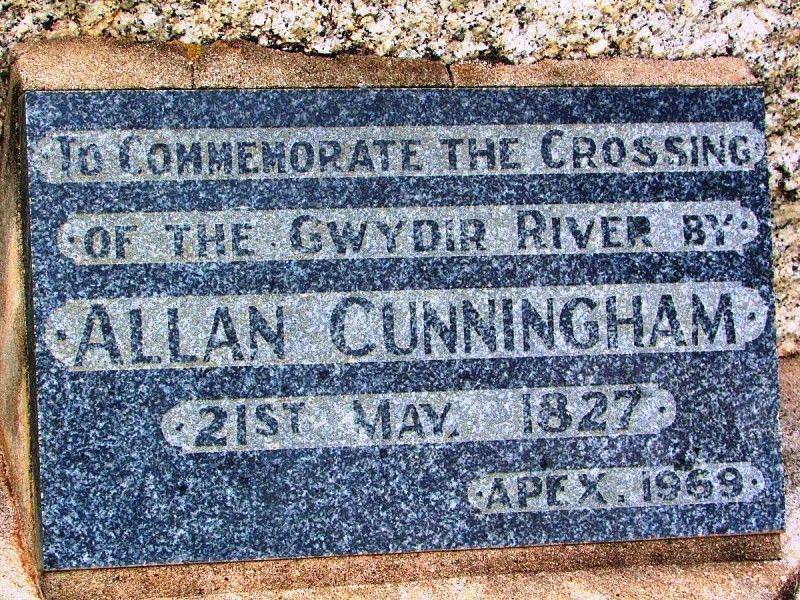 To Commemorate the Crossing
of the Gwydir River by
Allan Cunningham
21st May, 1827
Apex, 1969